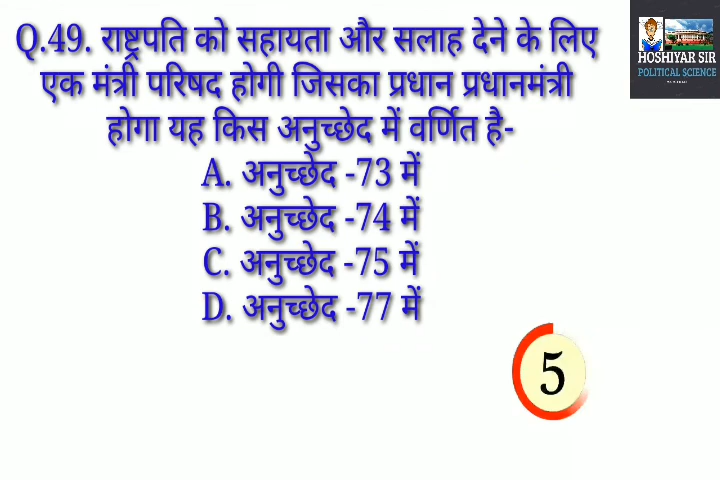 Q.49. राष्ट्रपति को सहायता और सलाह देने के लिए
एक मंत्री परिषद होगी जिसका प्रधान प्रधानमंत्री
होगा यह किस अनुच्छेद में वर्णित है-
A. अनुच्छेद -73 में
B. अनुच्छेद -74 में
C. अनुच्छेद -75 में
D. अनुच्छेद -77 में
5
HOSHIYAR SIR
POLITICAL SCIENCE